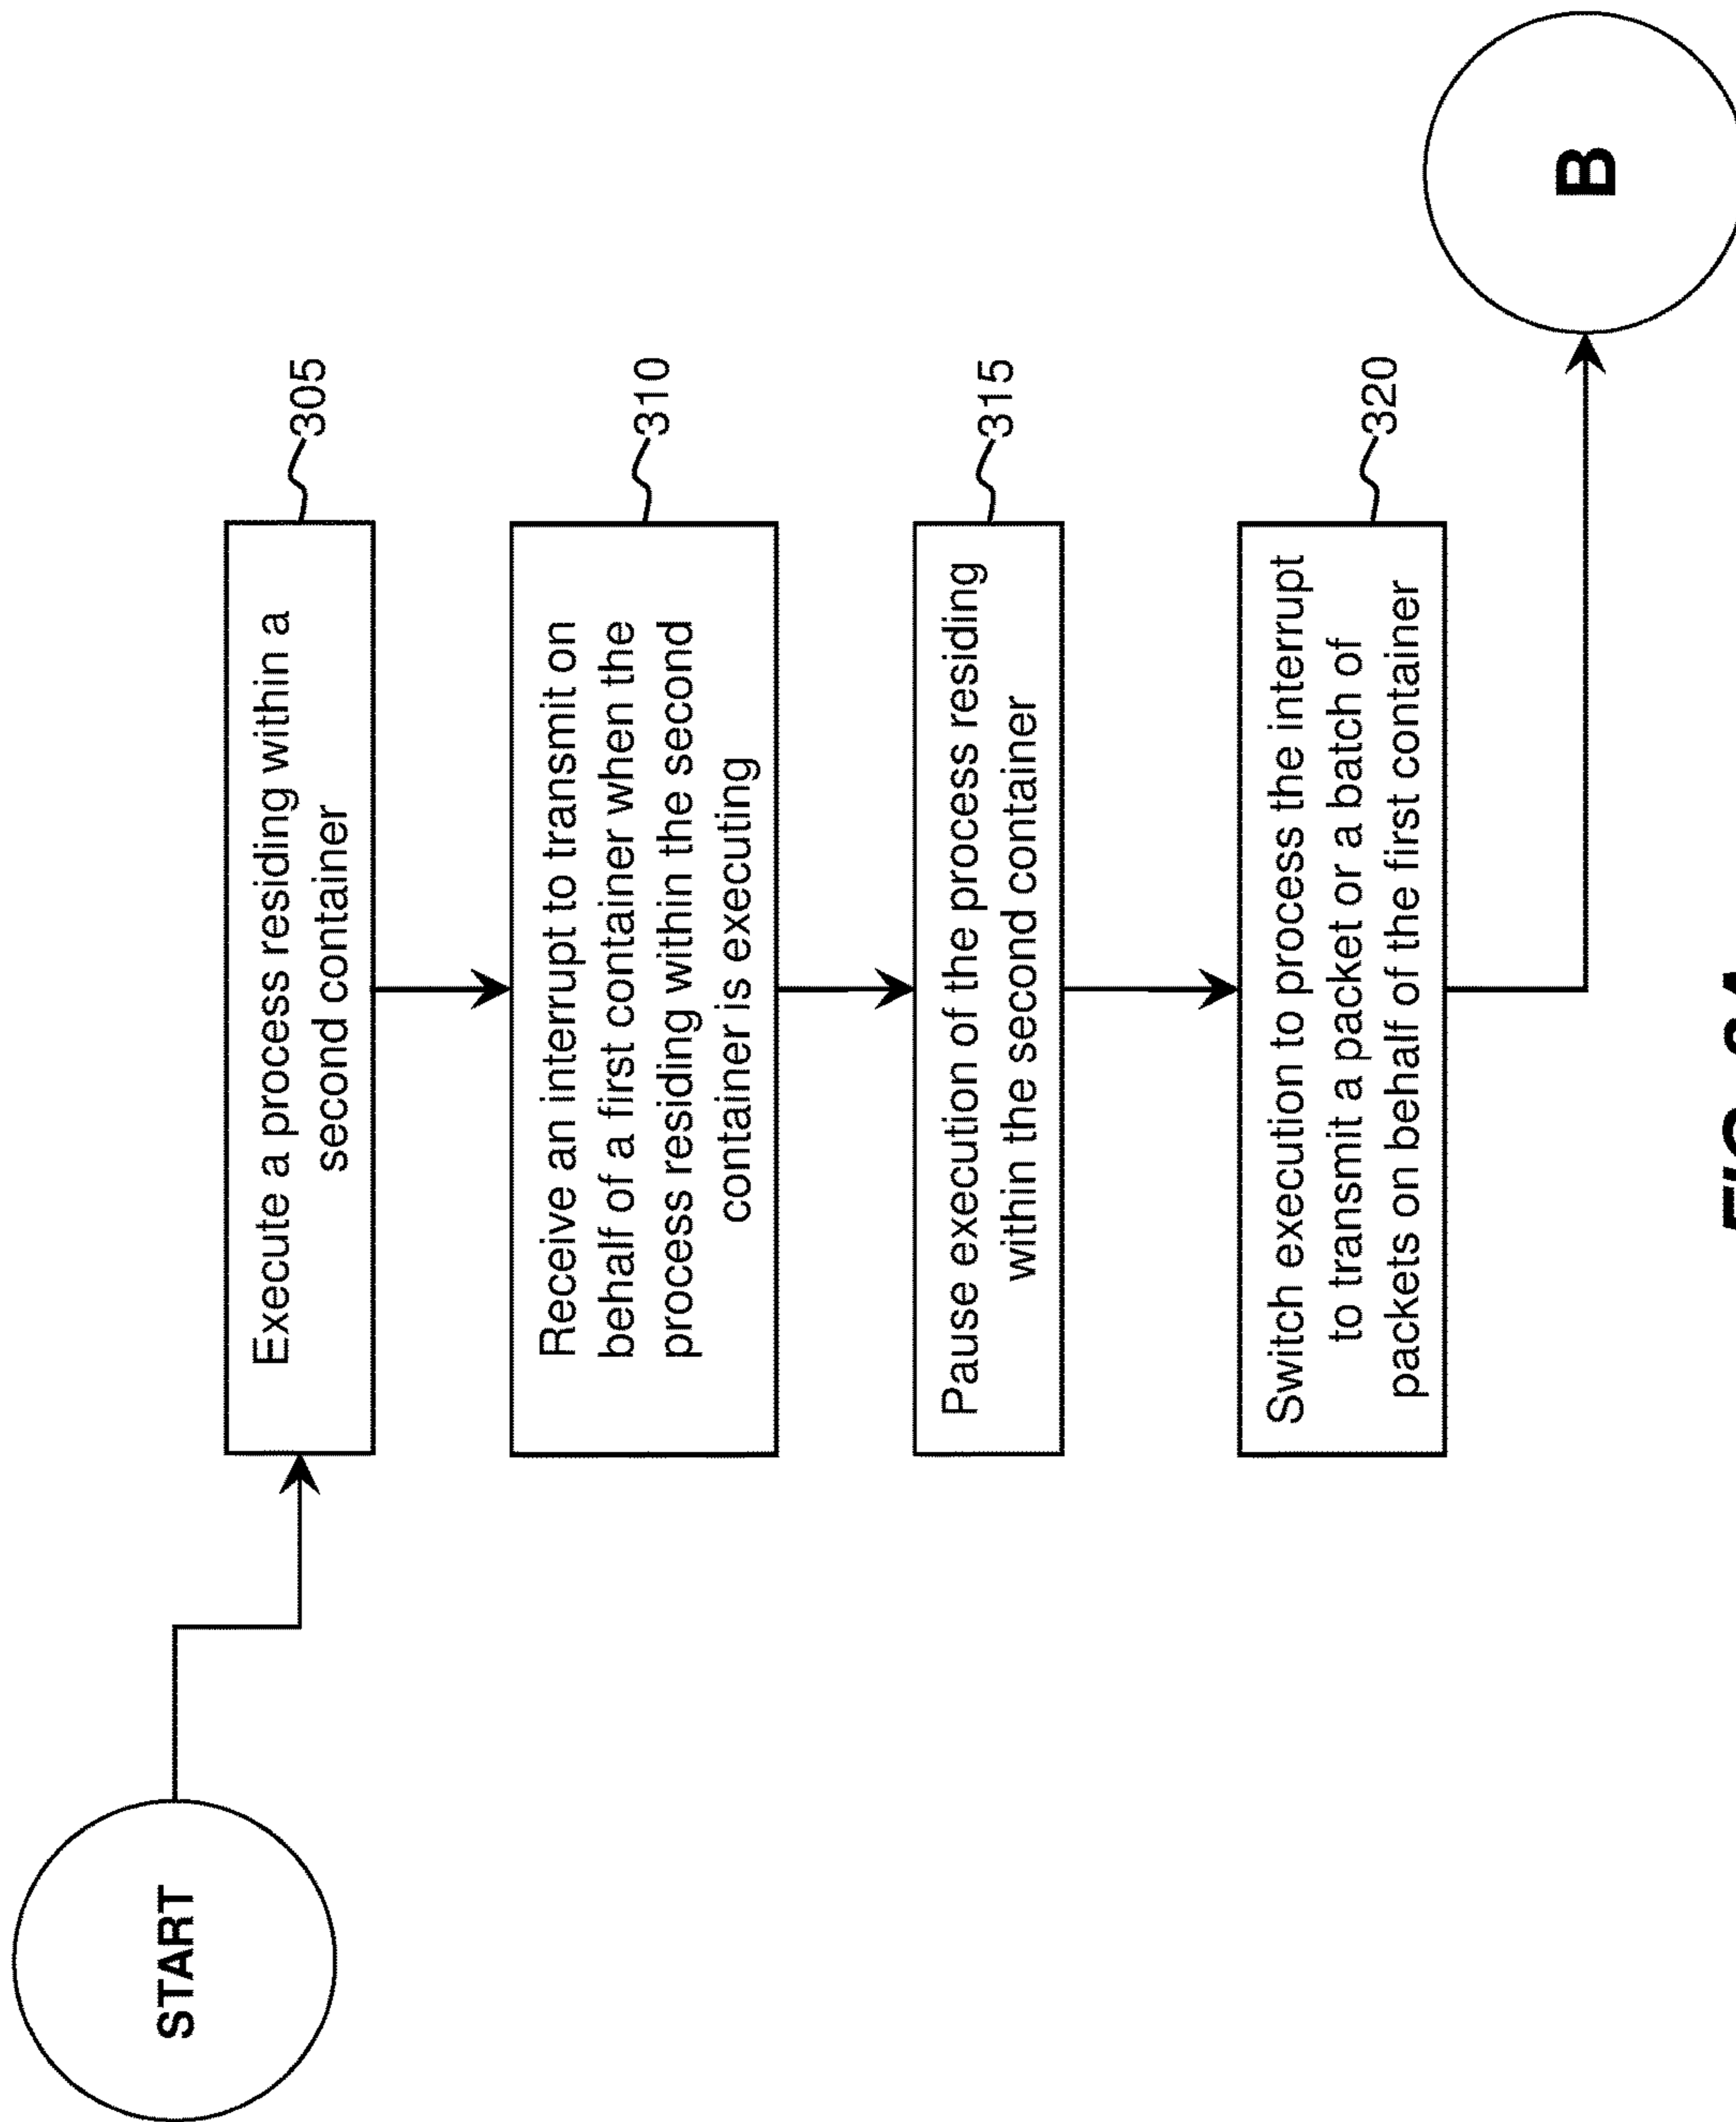 START
Execute a process residing within a
second container
305
Receive an interrupt to transmit on
behalf of a first container when the
process residing within the second
container is executing
310
Pause execution of the process residing
within the second container
315
Switch execution to process the interrupt
to transmit a packet or a batch of
packets on behalf of the first container
320
B